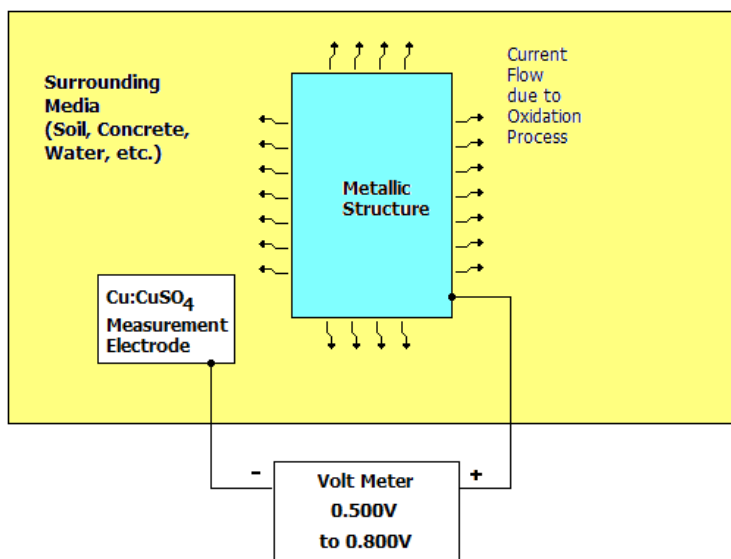 Surrounding
Media
(Soil, Concrete,
Water, etc.)
Current
Flow
due to
Oxidation
Process
Metallic
Structure
Cu:CuSO4
Measurement
Electrode
-
+
Volt Meter
0.500V
to 0.800V